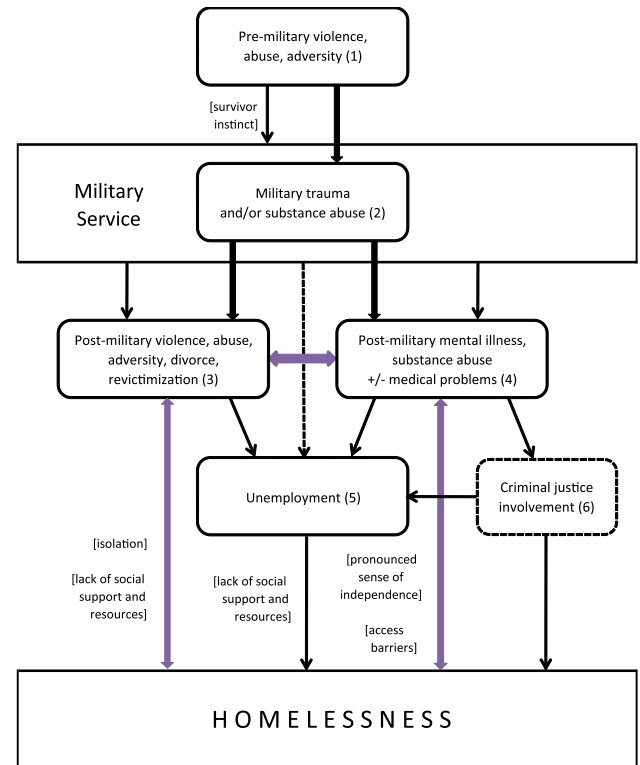 Pre-military violence,
abuse, adversity (1)
[survivor
instinct]
Military
Service
Military trauma
and/or substance abuse (2)
Post-military violence, abuse,
adversity, divorce,
revictimization (3)
Post-military mental illness,
substance abuse
+/- medical problems (4)
Unemployment (5)
Criminal justice
involvement (6)
[isolation]
[lack of social
support and
resources]
[lack of social
support and
resources]
[pronounced
sense of
independence]
[access
barriers]
HOMELESSNESS